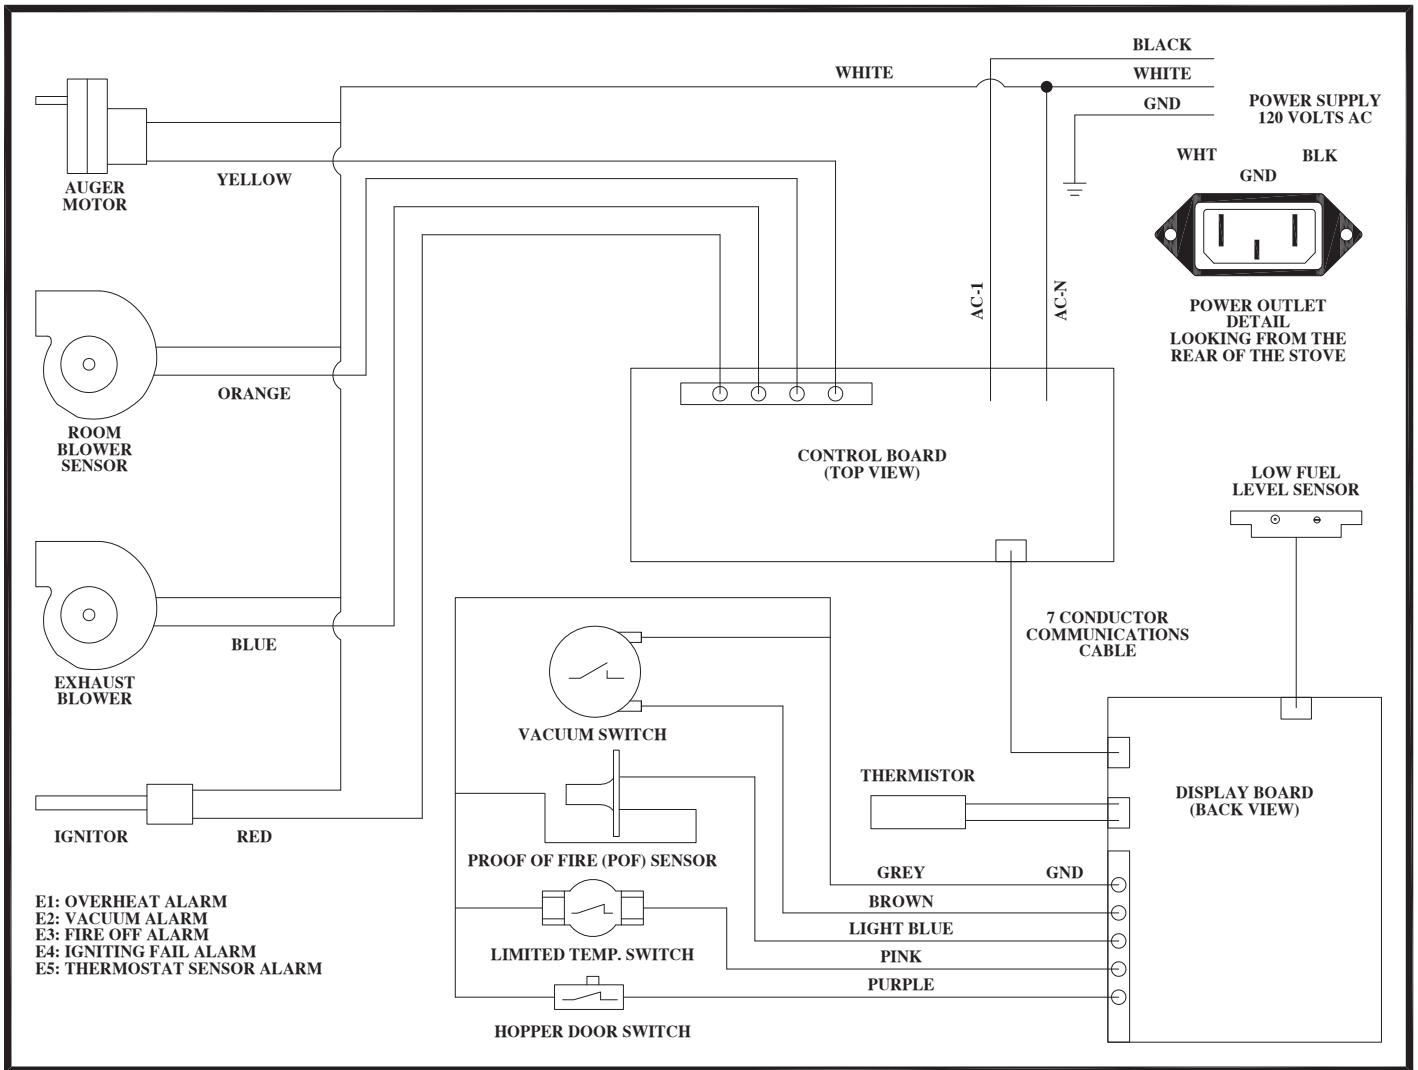 BLACK
WHITE
WHITE
GND
POWER SUPPLY
120 VOLTS AC
WHT
BLK
GND
AUGER
MOTOR
YELLOW
AC-1
AC-N
POWER OUTLET
DETAIL
LOOKING FROM THE
REAR OF THE STOVE
ORANGE
ROOM
BLOWER
SENSOR
CONTROL BOARD
(TOP VIEW)
LOW FUEL
LEVEL SENSOR
7 CONDUCTOR
COMMUNICATIONS
CABLE
BLUE
EXHAUST
BLOWER
VACUUM SWITCH
THERMISTOR
DISPLAY BOARD
(BACK VIEW)
IGNITOR
RED
PROOF OF FIRE (POF) SENSOR
GREY
GND
BROWN
LIGHT BLUE
PINK
PURPLE
LIMITED TEMP. SWITCH
HOPPER DOOR SWITCH
E1: OVERHEAT ALARM
E2: VACUUM ALARM
E3: FIRE OFF ALARM
E4: IGNITING FAIL ALARM
E5: THERMOSTAT SENSOR ALARM